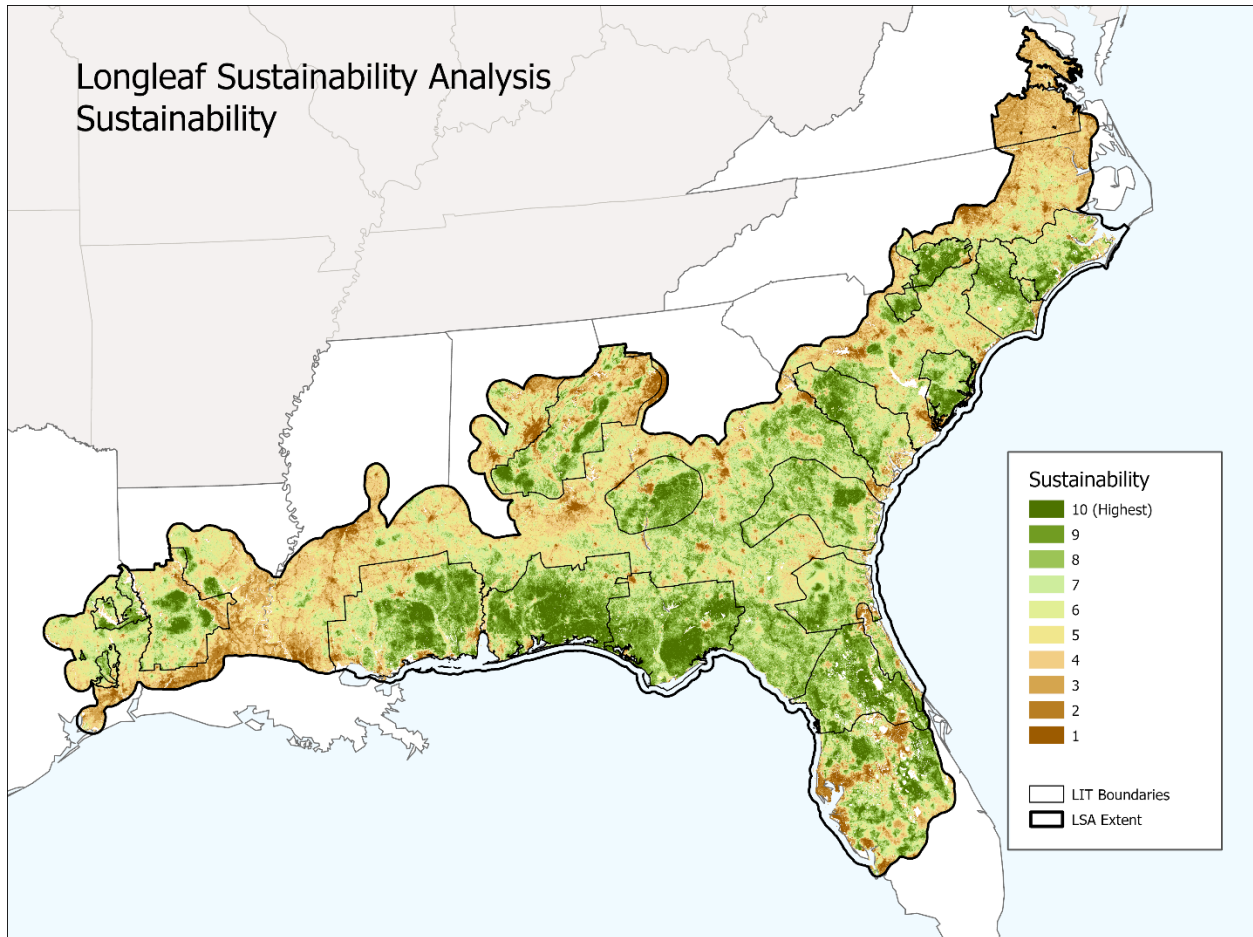 Longleaf Sustainability Analysis
Sustainability
Sustainability
10 (Highest)
9
8
7
6
5
4
3
2
1
LIT Boundaries
LSA Extent